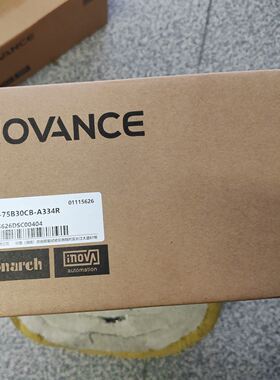 OVANCE
01115626
-75B30CB-A334R
626DSC00404
narch
iNOVA
automation